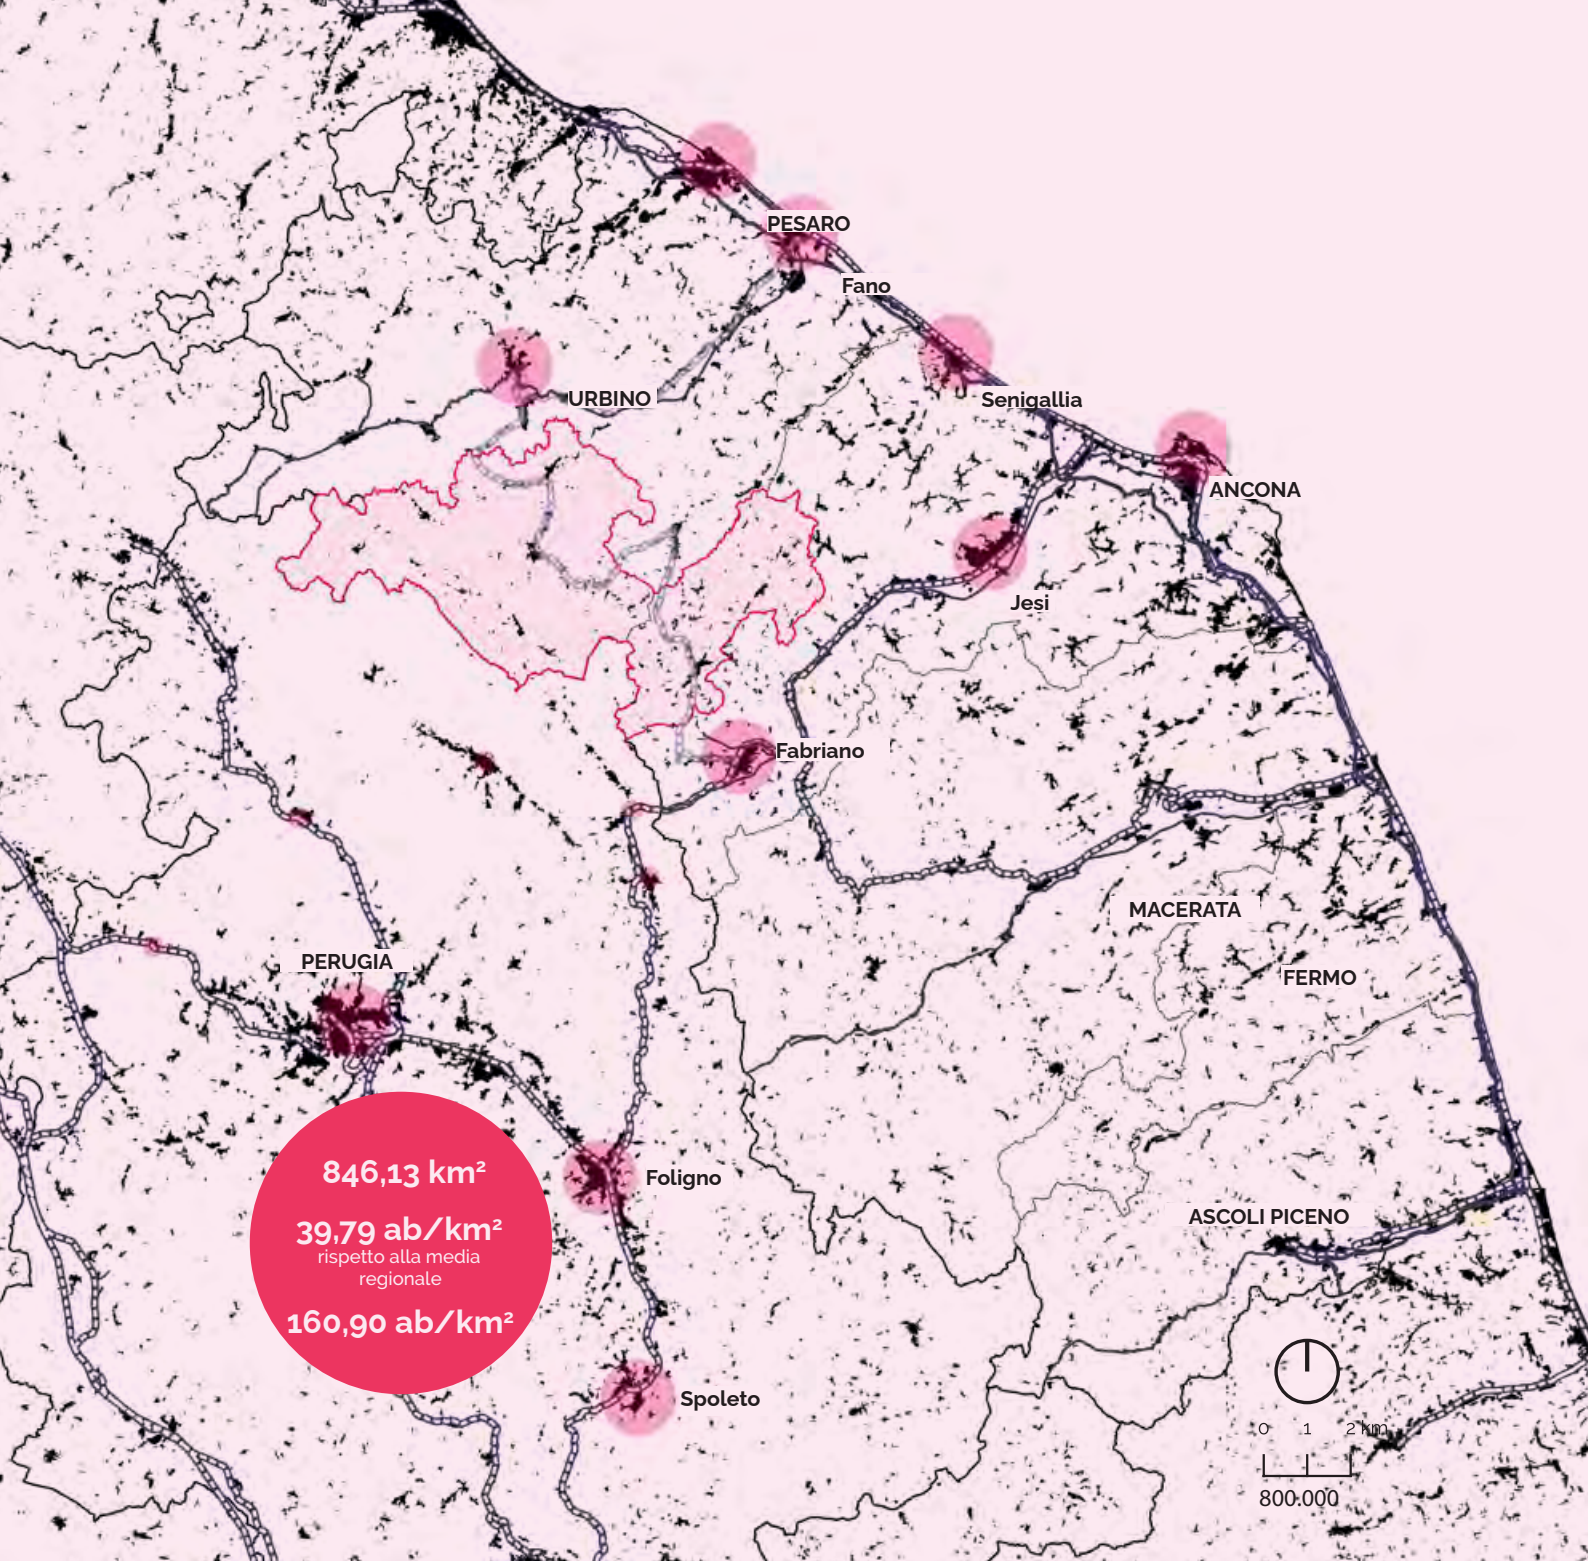 PESARO
Fano
URBINO
Senigallia
ANCONA
Jesi
Fabriano
MACERATA
PERUGIA
FERMO
846,13 km²
39,79 ab/km²
rispetto alla media
regionale
160,90 ab/km²
Foligno
ASCOLI PICENO
Spoleto
0 1 2 km
800.000